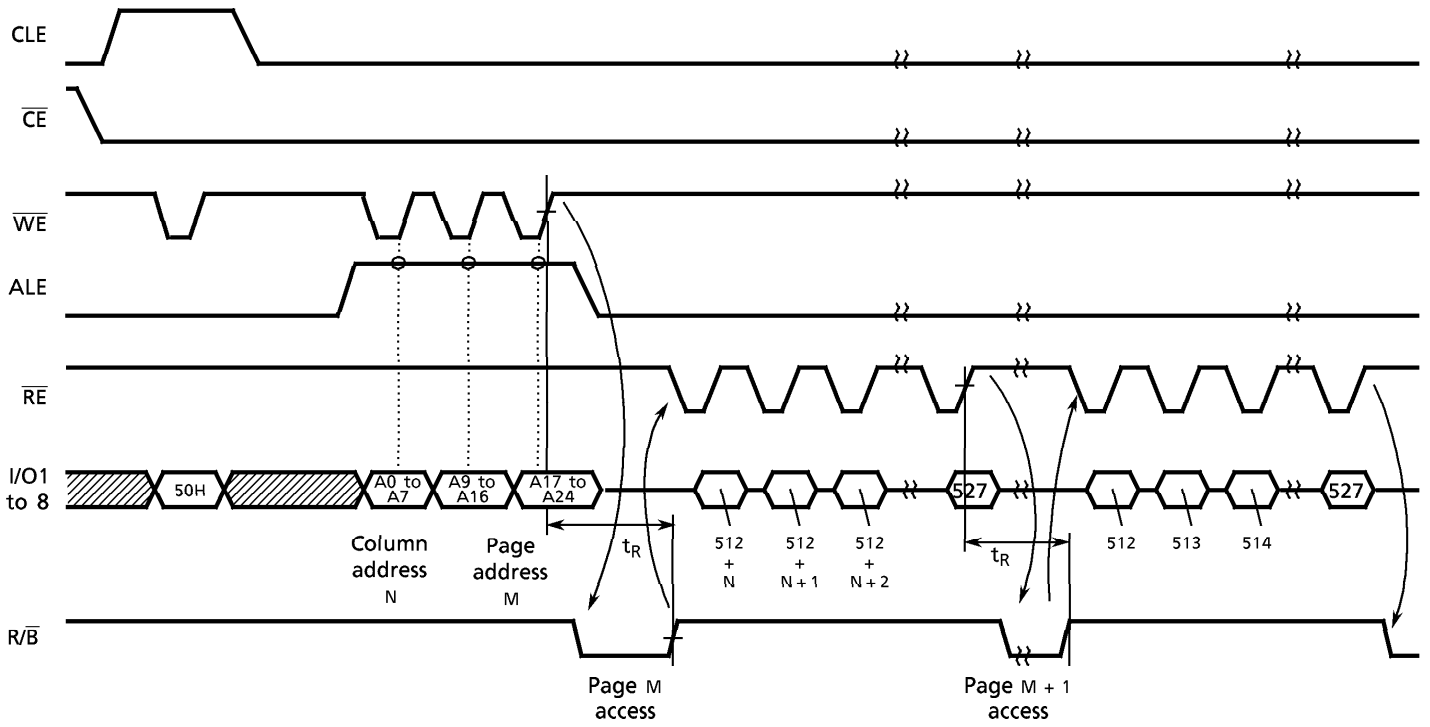 CLE
CE
WE
ALE
RE
I/O1
to 8
50H
A0 to
A7
A9 to
A16
A17 to
A24
527
527
Column
address
N
Page
address
M
tR
512
+
N
512
+
N + 1
512
+
N + 2
tR
512
513
514
R/B
Page M
access
Page M + 1
access